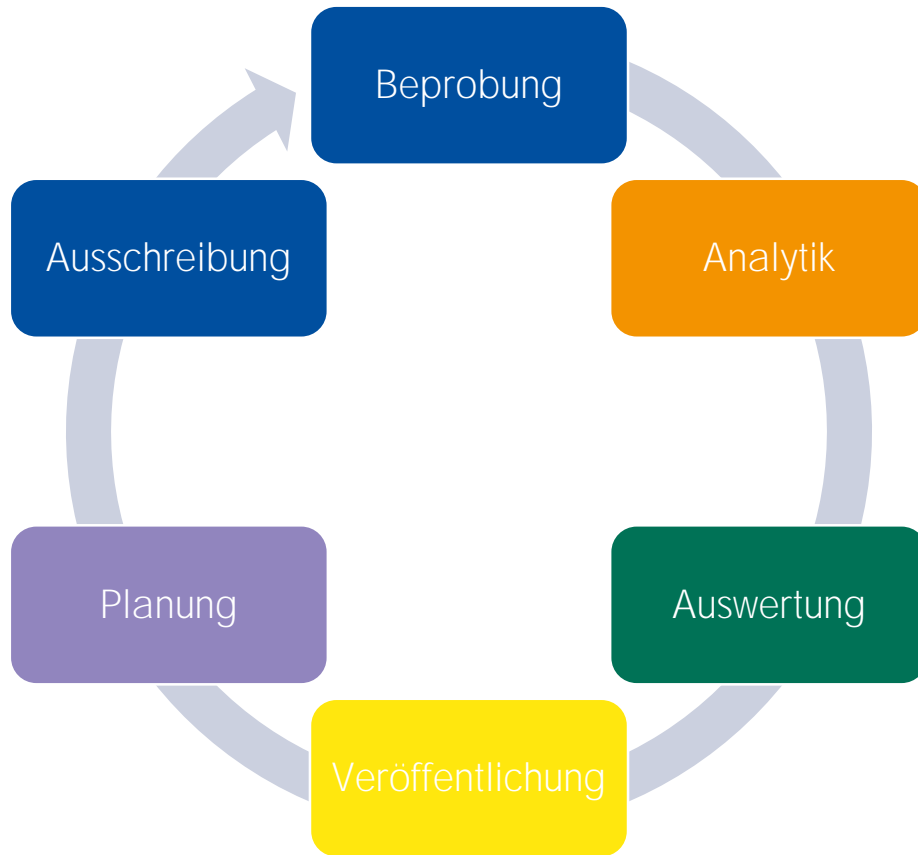 Beprobung
Analytik
Auswertung
Veröffentlichung
Planung
Ausschreibung